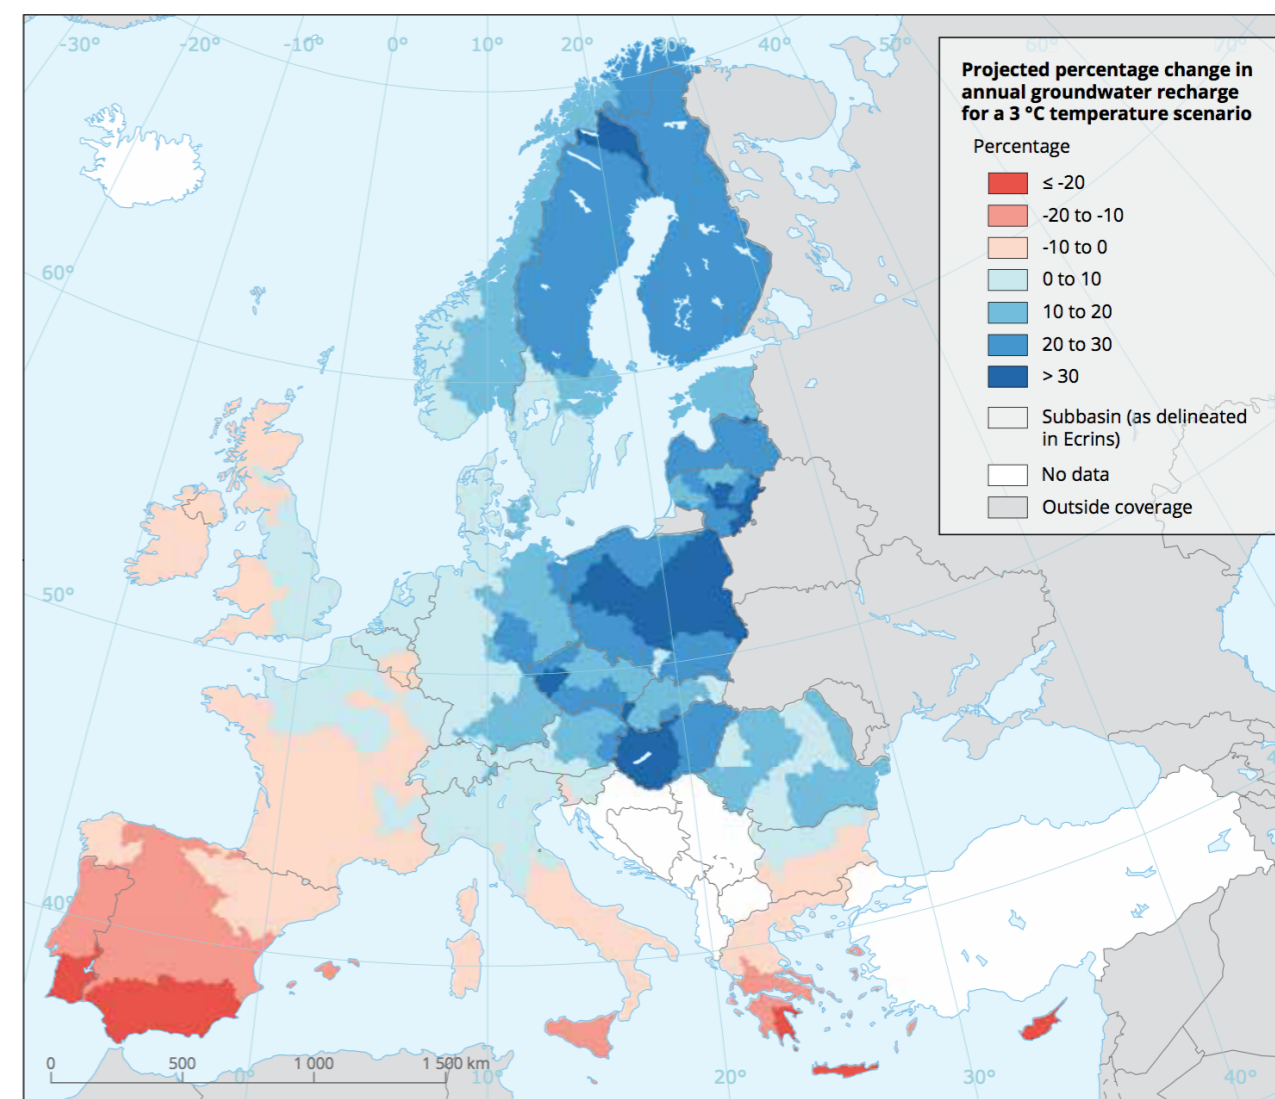 -30°
-20°
-10°
0°
10°
20°
30°
40°
50°
60°
70°
60°
50°
40°
Projected percentage change in
annual groundwater recharge
for a 3 °C temperature scenario
Percentage
≤ -20
-20 to -10
-10 to 0
0 to 10
10 to 20
20 to 30
> 30
Subbasin (as delineated
in Ecrins)
No data
Outside coverage
0 500 1 000 1 500 km
0°
10°
20°
30°
40°